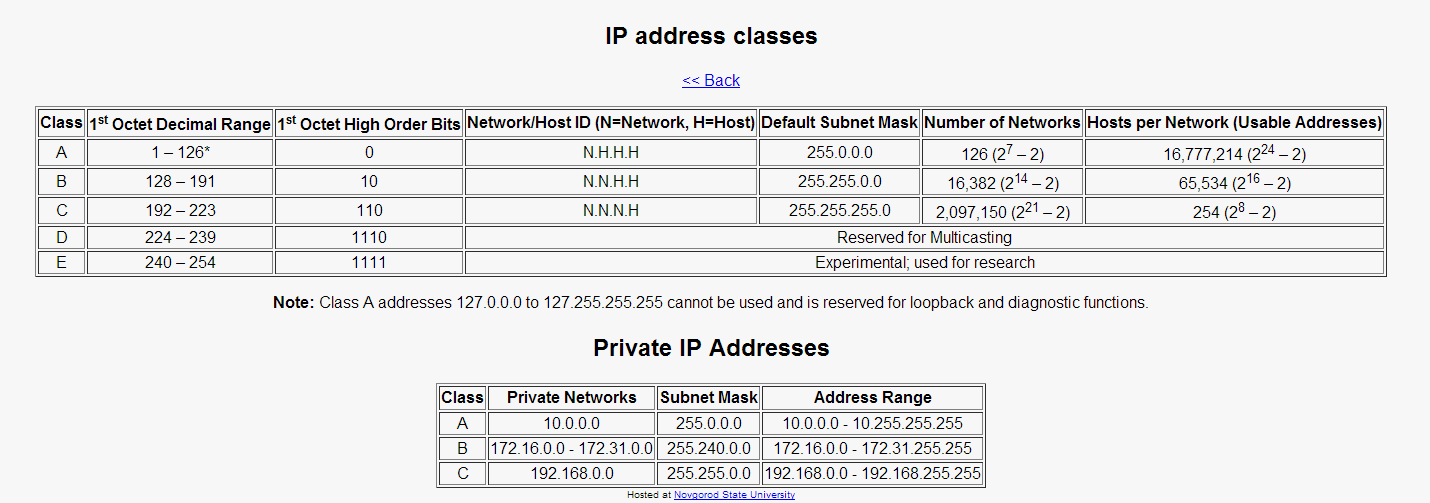 IP address classes
<< Back
Class 1st Octet Decimal Range 1st Octet High Order Bits Network/Host ID (N=Network, H=Host) Default Subnet Mask Number of Networks Hosts per Network (Usable Addresses)
A 1 – 126* 0 N.H.H.H 255.0.0.0 126 (2^7 – 2) 16,777,214 (2^24 – 2)
B 128 – 191 10 N.N.H.H 255.255.0.0 16,382 (2^14 – 2) 65,534 (2^16 – 2)
C 192 – 223 110 N.N.N.H 255.255.255.0 2,097,150 (2^21 – 2) 254 (2^8 – 2)
D 224 – 239 1110 Reserved for Multicasting
E 240 – 254 1111 Experimental; used for research
Note: Class A addresses 127.0.0.0 to 127.255.255.255 cannot be used and is reserved for loopback and diagnostic functions.
Private IP Addresses
Class Private Networks Subnet Mask Address Range
A 10.0.0.0 255.0.0.0 10.0.0.0 - 10.255.255.255
B 172.16.0.0 - 172.31.0.0 255.240.0.0 172.16.0.0 - 172.31.255.255
C 192.168.0.0 255.255.0.0 192.168.0.0 - 192.168.255.255
Hosted at Novgorod State University